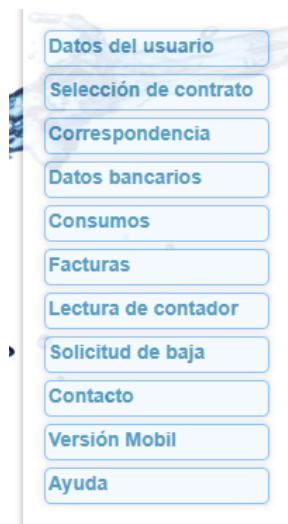 Datos del usuario
Selección de contrato
Correspondencia
Datos bancarios
Consumos
Facturas
Lectura de contador
Solicitud de baja
Contacto
Versión Mobil
Ayuda